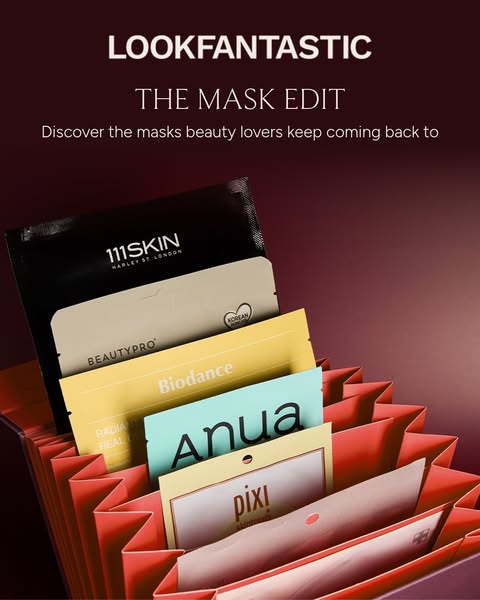 LOOKFANTASTIC
THE MASK EDIT
Discover the masks beauty lovers keep coming back to
111SKIN
HARLEY ST. LONDON
BEAUTYPRO
KOREAN
Biodance
Anua
pixi